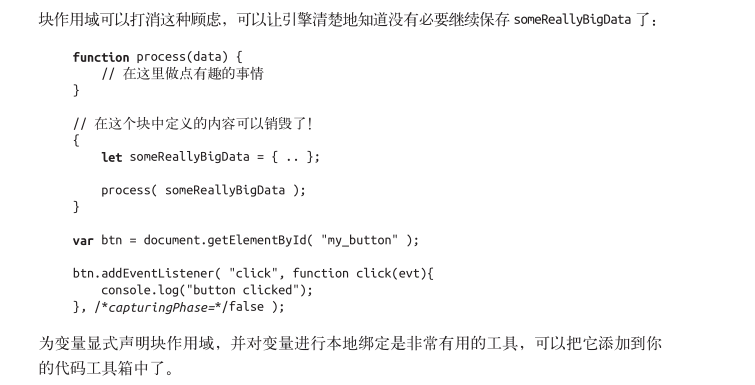 块作用域可以打消这种顾虑，可以让引擎清楚地知道没有必要继续保存 someReallyBigData 了：
function process(data) {
    // 在这里做点有趣的事情
}
// 在这个块中定义的内容可以销毁了！
{
    let someReallyBigData = { .. };
    process( someReallyBigData );
}
var btn = document.getElementById( "my_button" );
btn.addEventListener( "click", function click(evt){
    console.log("button clicked");
}, /*capturingPhase=*/false );
为变量显式声明块作用域，并对变量进行本地绑定是非常有用的工具，可以把它添加到你
的代码工具箱中了。